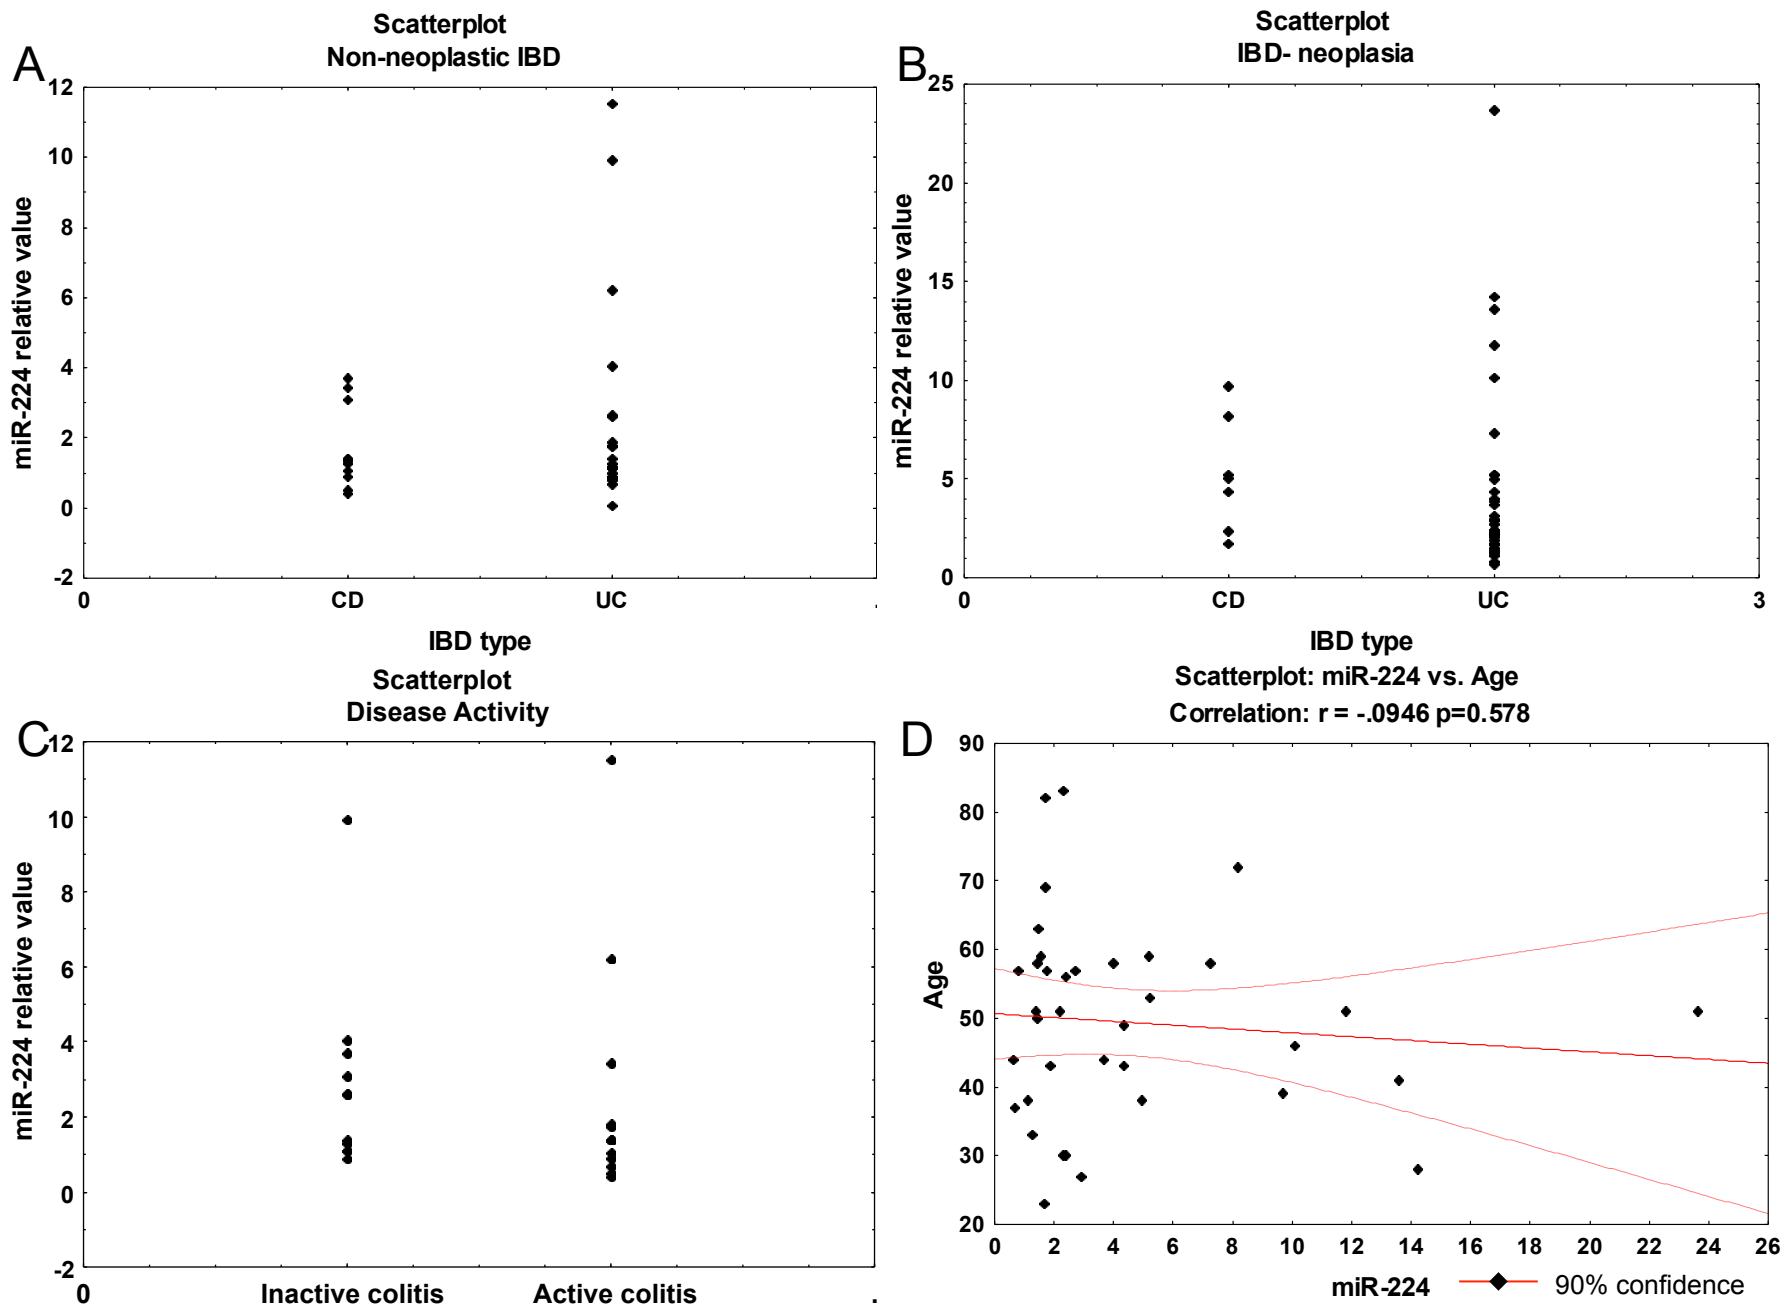 A
Scatterplot
Non-neoplastic IBD
miR-224 relative value
12
10
8
6
4
2
0
-2
0
CD
UC
.
IBD type
B
Scatterplot
IBD- neoplasia
miR-224 relative value
25
20
15
10
5
0
0
CD
UC
3
IBD type
C
Scatterplot
Disease Activity
miR-224 relative value
12
10
8
6
4
2
0
-2
0
Inactive colitis
Active colitis
.
D
Scatterplot: miR-224 vs. Age
Correlation: r = -.0946 p=0.578
Age
90
80
70
60
50
40
30
20
0 2 4 6 8 10 12 14 16 18 20 22 24 26
miR-224
90% confidence